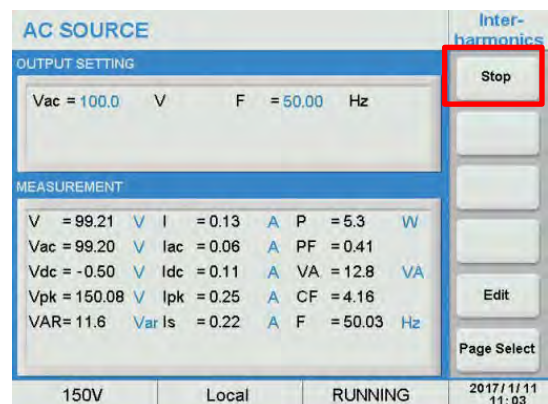 AC SOURCE
Inter-
harmonics
OUTPUT SETTING
Stop
Vac = 100.0 V F = 50.00 Hz
MEASUREMENT
V = 99.21 V I = 0.13 A P = 5.3 W
Vac = 99.20 V Iac = 0.06 A PF = 0.41
Vdc = -0.50 V Idc = 0.11 A VA = 12.8 VA
Vpk = 150.08 V Ipk = 0.25 A CF = 4.16
VAR= 11.6 Var Is = 0.22 A F = 50.03 Hz
Edit
Page Select
150V Local RUNNING 2017/1/11
11:03